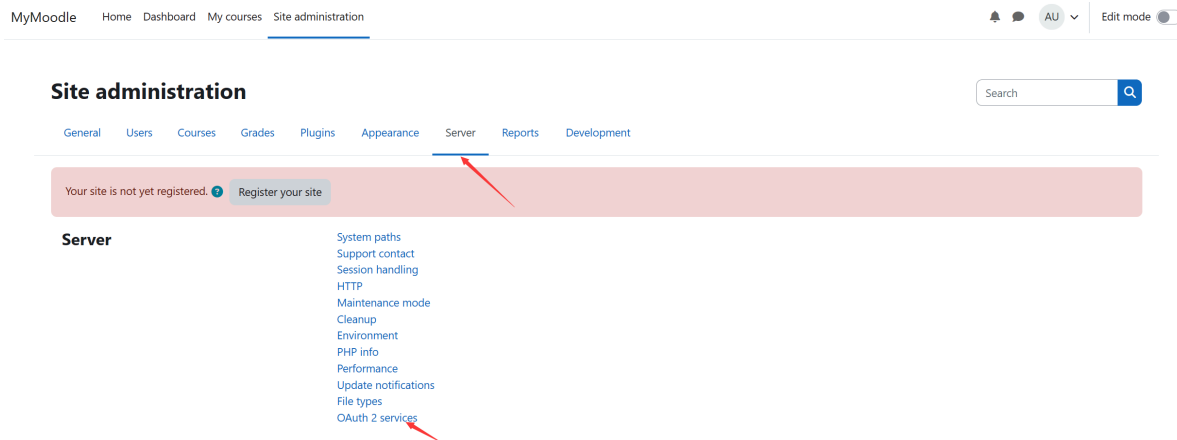 MyMoodle Home Dashboard My courses Site administration AU Edit mode
Site administration
Search
General Users Courses Grades Plugins Appearance Server Reports Development
Your site is not yet registered. ? Register your site
Server
System paths
Support contact
Session handling
HTTP
Maintenance mode
Cleanup
Environment
PHP info
Performance
Update notifications
File types
OAuth 2 services